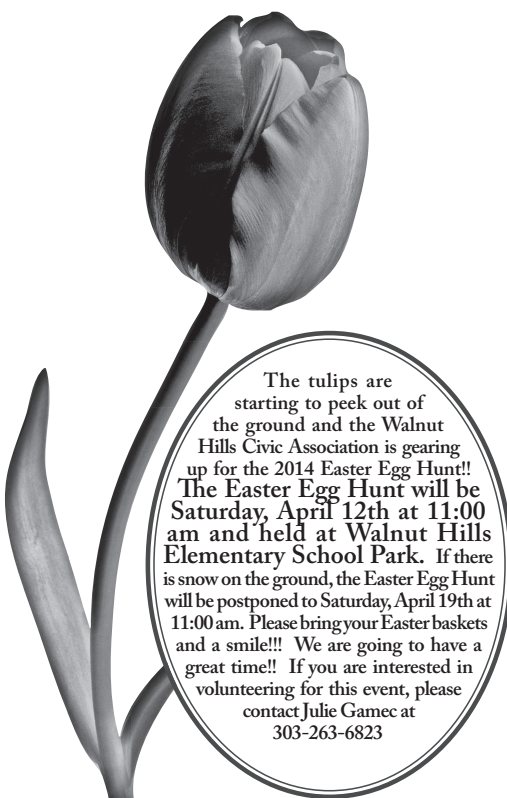 The tulips are
starting to peek out of
the ground and the Walnut
Hills Civic Association is gearing
up for the 2014 Easter Egg Hunt!!
The Easter Egg Hunt will be
Saturday, April 12th at 11:00
am and held at Walnut Hills
Elementary School Park. If there
is snow on the ground, the Easter Egg Hunt
will be postponed to Saturday, April 19th at
11:00 am. Please bring your Easter baskets
and a smile!!! We are going to have a
great time!! If you are interested in
volunteering for this event, please
contact Julie Gamec at
303-263-6823